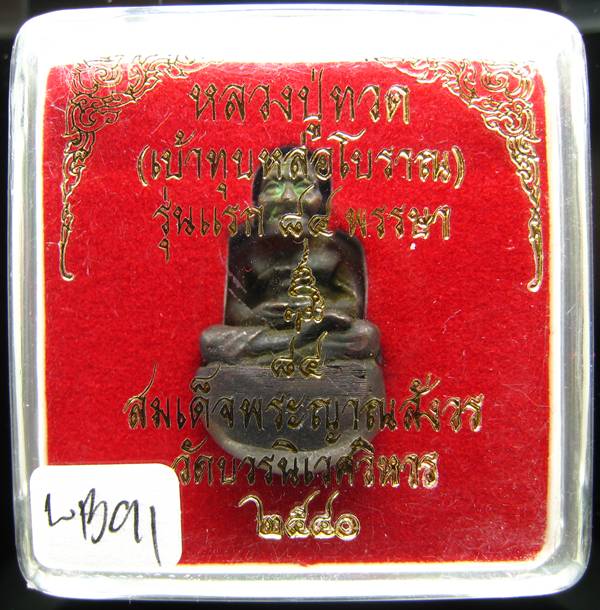 หลวงปู่ทวด
(เบ้าทุบหล่อโบราณ)
รุ่นแรก ๘๔ พรรษา
๘๔
สมเด็จพระญาณสังวร
วัดบวรนิเวศวิหาร
๒๕๔๐